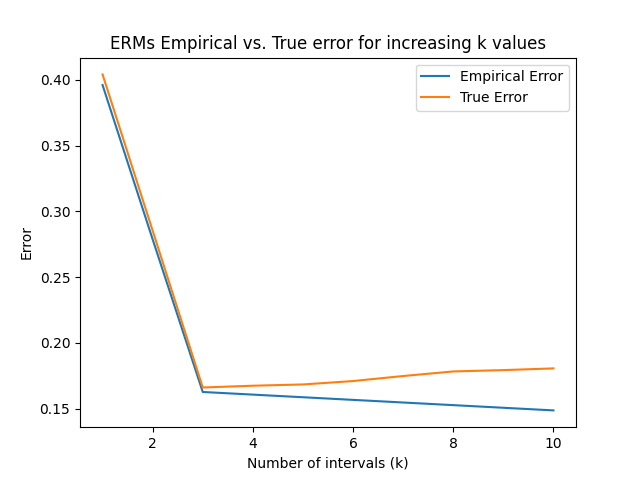 ERMs Empirical vs. True error for increasing k values
Empirical Error
True Error
0.40
0.35
0.30
0.25
0.20
0.15
Error
2
4
6
8
10
Number of intervals (k)